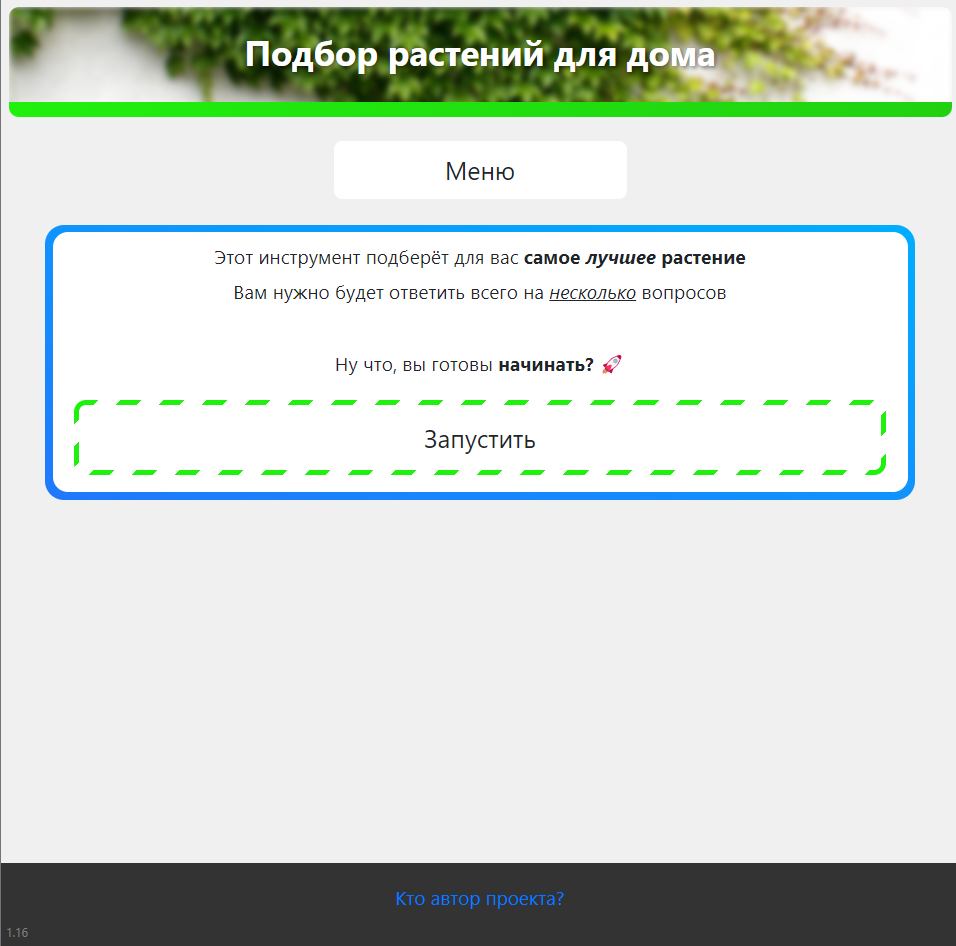 Подбор растений для дома
Меню
Этот инструмент подберёт для вас самое лучшее растение
Вам нужно будет ответить всего на несколько вопросов
Ну что, вы готовы начинать? 🚀
Запустить
Кто автор проекта?
1.16